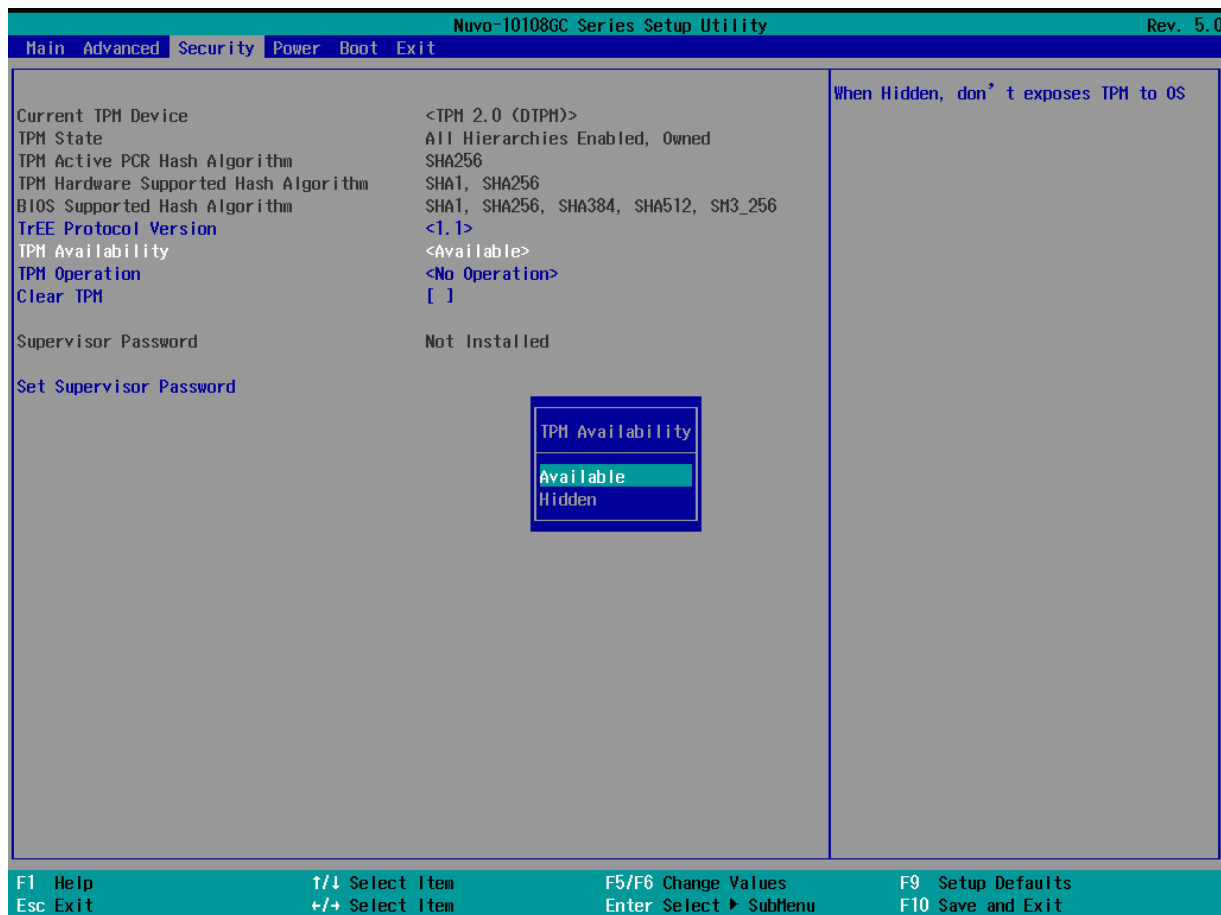 Nuvo-10108GC Series Setup Utility Rev. 5.0
Main Advanced Security Power Boot Exit
When Hidden, don't exposes TPM to OS
Current TPM Device <TPM 2.0 (DTPM)>
TPM State All Hierarchies Enabled, Owned
TPM Active PCR Hash Algorithm SHA256
TPM Hardware Supported Hash Algorithm SHA1, SHA256
BIOS Supported Hash Algorithm SHA1, SHA256, SHA384, SHA512, SM3_256
TrEE Protocol Version <1.1>
TPM Availability <Available>
TPM Operation <No Operation>
Clear TPM [ ]
Supervisor Password Not Installed
Set Supervisor Password
TPM Availability
Available
Hidden
F1 Help ↑/↓ Select Item F5/F6 Change Values F9 Setup Defaults
Esc Exit ←/→ Select Item Enter Select ▶ SubMenu F10 Save and Exit